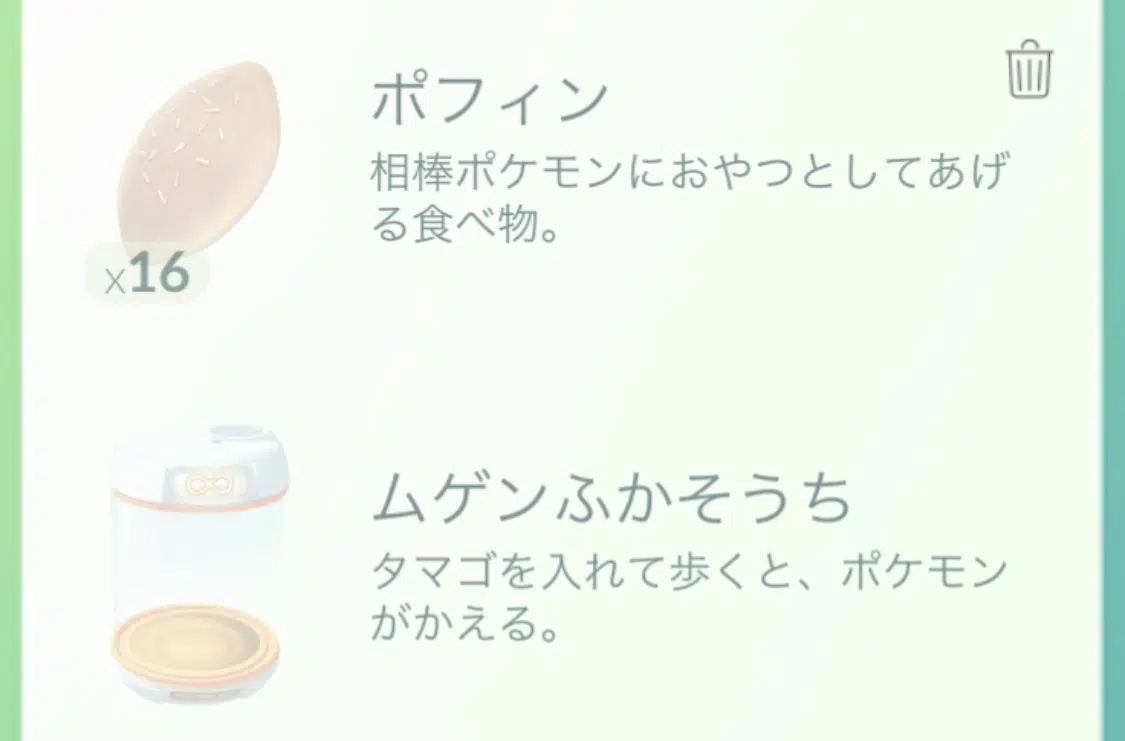 ポフィン
相棒ポケモンにおやつとしてあげ
る食べ物。
x16
ムゲンふかそうち
タマゴを入れて歩くと、ポケモン
がかえる。